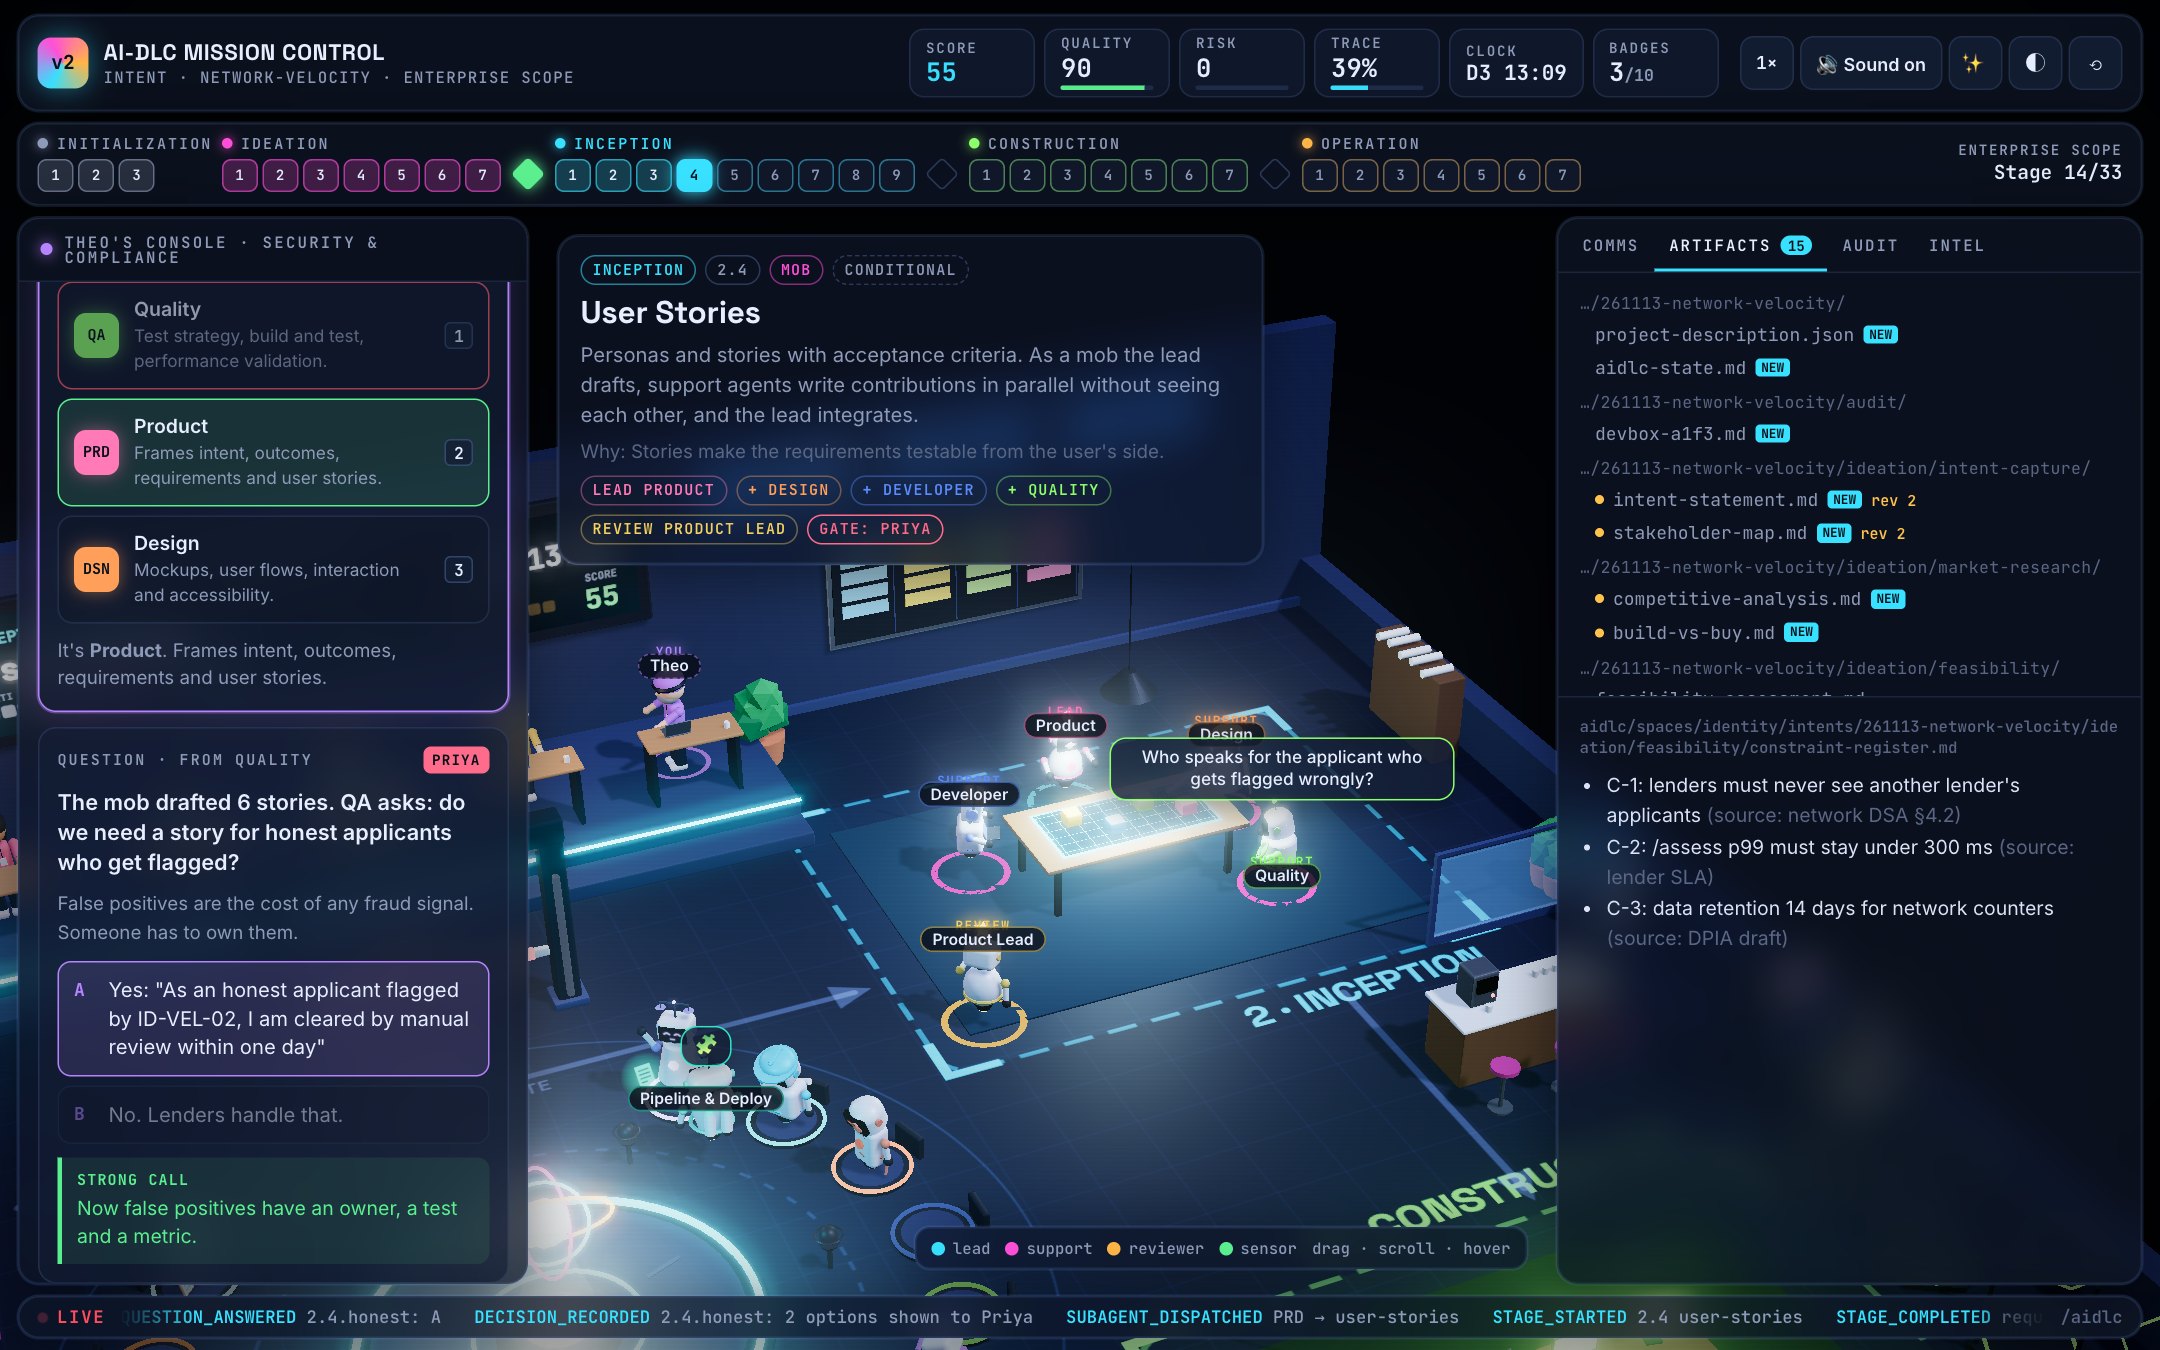 v2
AI-DLC MISSION CONTROL
INTENT · NETWORK-VELOCITY · ENTERPRISE SCOPE
SCORE
55
QUALITY
90
RISK
0
TRACE
39%
CLOCK
D3 13:09
BADGES
3/10
1×
Sound on
INITIALIZATION
1 2 3
IDEATION
1 2 3 4 5 6 7
INCEPTION
1 2 3 4 5 6 7 8 9
CONSTRUCTION
1 2 3 4 5 6 7
OPERATION
1 2 3 4 5 6 7
ENTERPRISE SCOPE
Stage 14/33
THEO'S CONSOLE · SECURITY &
COMPLIANCE
QA
Quality
Test strategy, build and test,
performance validation.
1
PRD
Product
Frames intent, outcomes,
requirements and user stories.
2
DSN
Design
Mockups, user flows, interaction
and accessibility.
3
It's Product. Frames intent, outcomes,
requirements and user stories.
QUESTION · FROM QUALITY
PRIYA
The mob drafted 6 stories. QA asks: do
we need a story for honest applicants
who get flagged?
False positives are the cost of any fraud signal.
Someone has to own them.
A Yes: "As an honest applicant flagged
by ID-VEL-02, I am cleared by manual
review within one day"
B No. Lenders handle that.
STRONG CALL
Now false positives have an owner, a test
and a metric.
INCEPTION 2.4 MOB CONDITIONAL
User Stories
Personas and stories with acceptance criteria. As a mob the lead
drafts, support agents write contributions in parallel without seeing
each other, and the lead integrates.
Why: Stories make the requirements testable from the user's side.
LEAD PRODUCT + DESIGN + DEVELOPER + QUALITY
REVIEW PRODUCT LEAD GATE: PRIYA
13
SCORE
55
YOU
Theo
LEAD
Product
SUPPORT
Design
Who speaks for the applicant who
gets flagged wrongly?
SUPPORT
Developer
SUPPORT
Quality
REVIEW
Product Lead
2·INCEPTION
Pipeline & Deploy
CONSTRU
lead support reviewer sensor drag · scroll · hover
COMMS ARTIFACTS 15 AUDIT INTEL
…/261113-network-velocity/
project-description.json NEW
aidlc-state.md NEW
…/261113-network-velocity/audit/
devbox-a1f3.md NEW
…/261113-network-velocity/ideation/intent-capture/
intent-statement.md NEW rev 2
stakeholder-map.md NEW rev 2
…/261113-network-velocity/ideation/market-research/
competitive-analysis.md NEW
build-vs-buy.md NEW
…/261113-network-velocity/ideation/feasibility/
aidlc/spaces/identity/intents/261113-network-velocity/ide
ation/feasibility/constraint-register.md
• C-1: lenders must never see another lender's
applicants (source: network DSA §4.2)
• C-2: /assess p99 must stay under 300 ms (source:
lender SLA)
• C-3: data retention 14 days for network counters
(source: DPIA draft)
LIVE QUESTION_ANSWERED 2.4.honest: A DECISION_RECORDED 2.4.honest: 2 options shown to Priya SUBAGENT_DISPATCHED PRD → user-stories STAGE_STARTED 2.4 user-stories STAGE_COMPLETED requ /aidlc